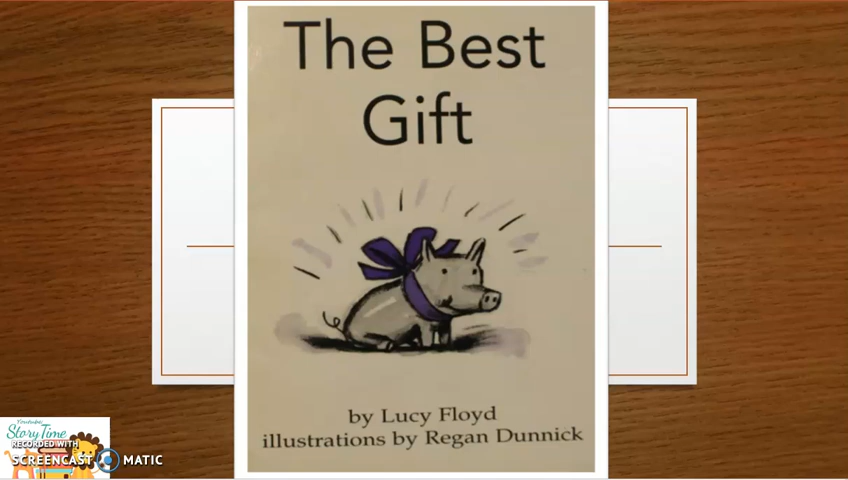 The Best
Gift
by Lucy Floyd
illustrations by Regan Dunnick
Story Time
RECORDED WITH
SCREENCAST MATIC